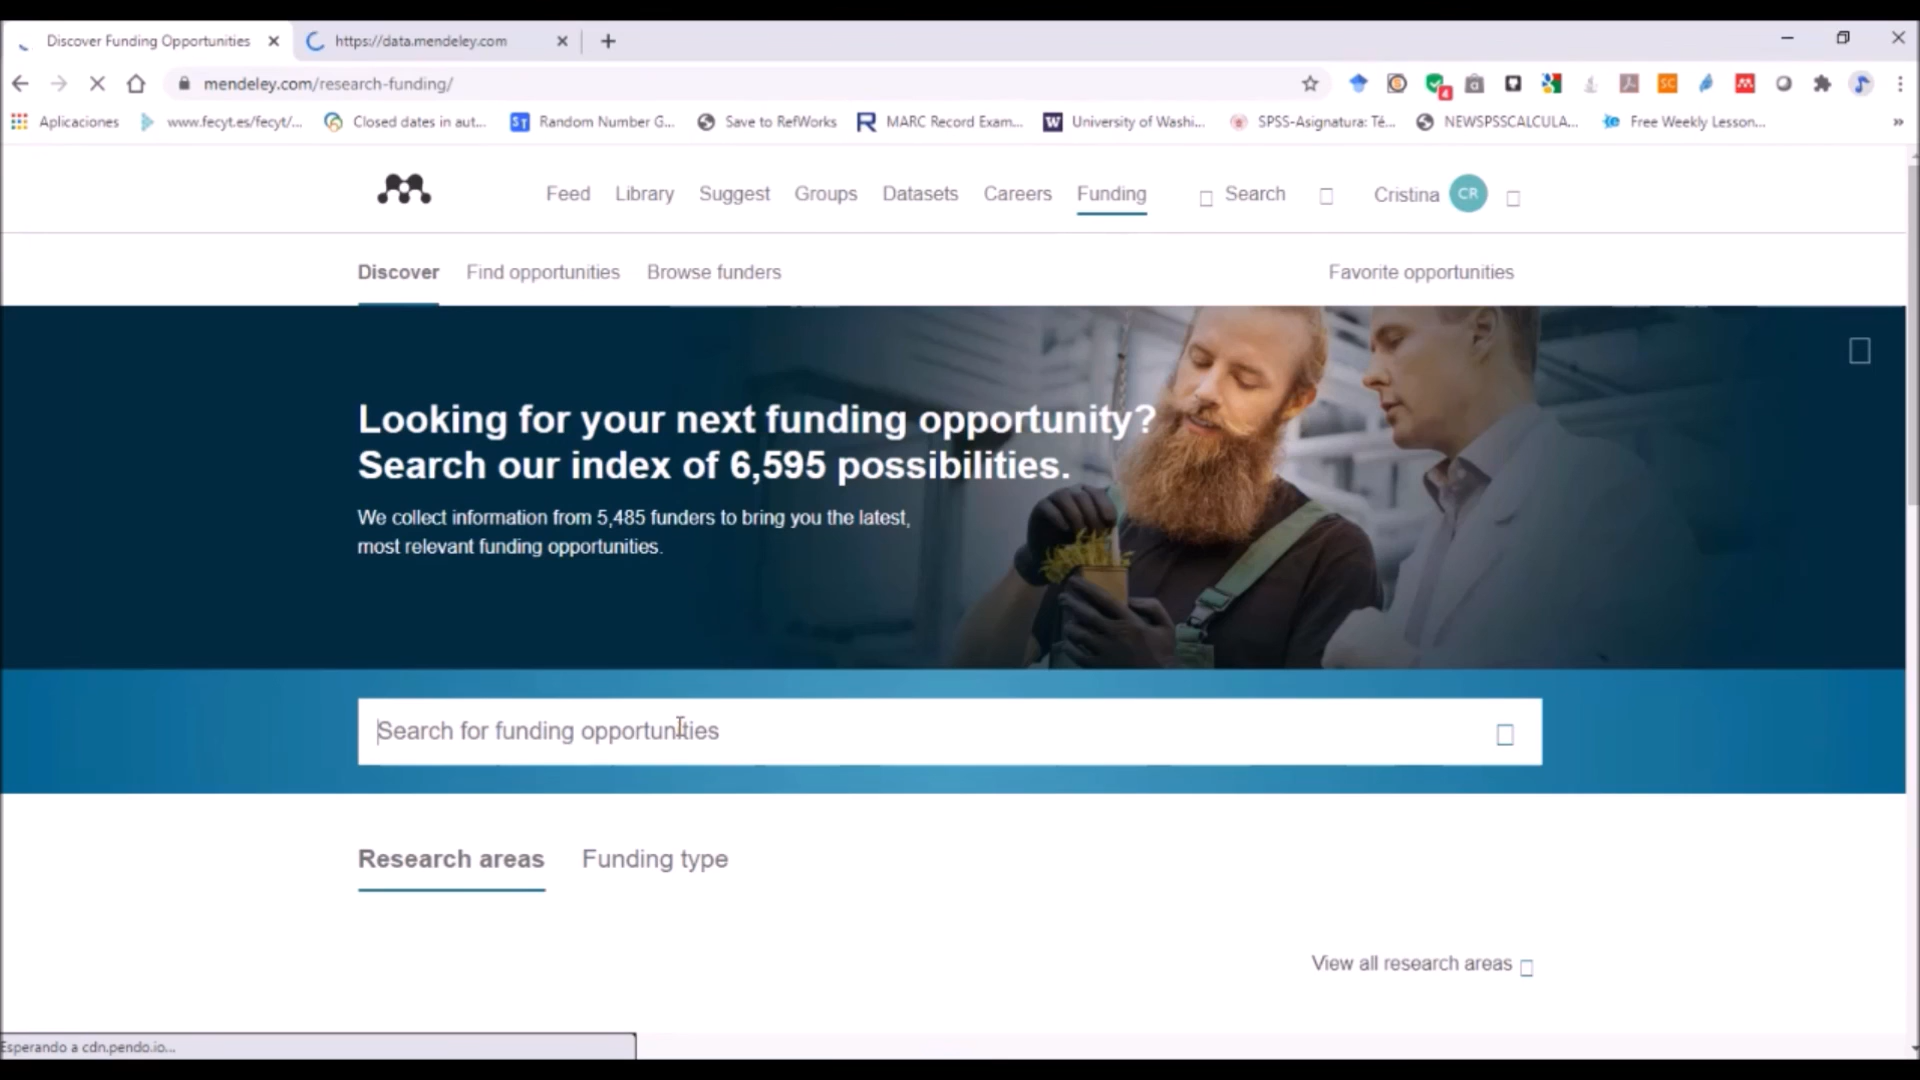 Discover Funding Opportunities
https://data.mendeley.com
mendeley.com/research-funding/
Aplicaciones
www.fecyt.es/fecyt/...
Closed dates in aut...
ST Random Number G...
Save to RefWorks
R MARC Record Exam...
W University of Washi...
SPSS-Asignatura: Té...
NEWSPSSCALCULA...
Free Weekly Lesson...
Feed Library Suggest Groups Datasets Careers Funding Search Cristina CR
Discover Find opportunities Browse funders Favorite opportunities
Looking for your next funding opportunity?
Search our index of 6,595 possibilities.
We collect information from 5,485 funders to bring you the latest,
most relevant funding opportunities.
Search for funding opportunities
Research areas Funding type
View all research areas
Esperando a cdn.pendo.io...